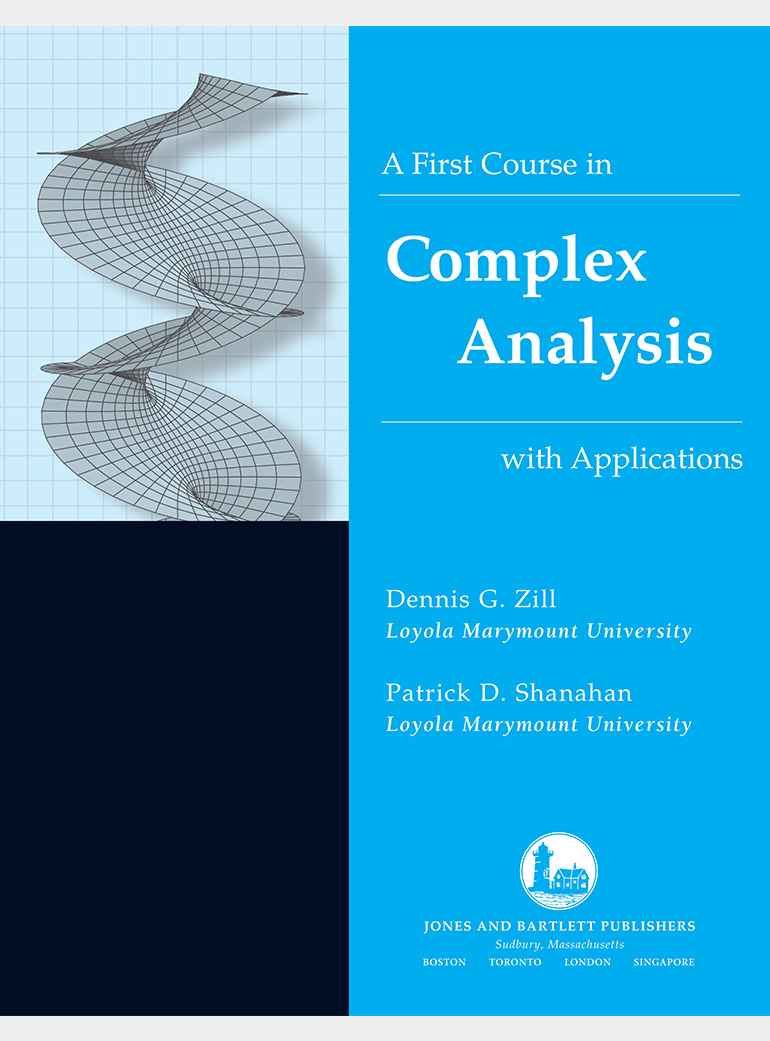 A First Course in
Complex
Analysis
with Applications
Dennis G. Zill
Loyola Marymount University
Patrick D. Shanahan
Loyola Marymount University
JONES AND BARTLETT PUBLISHERS
Sudbury, Massachusetts
BOSTON TORONTO LONDON SINGAPORE